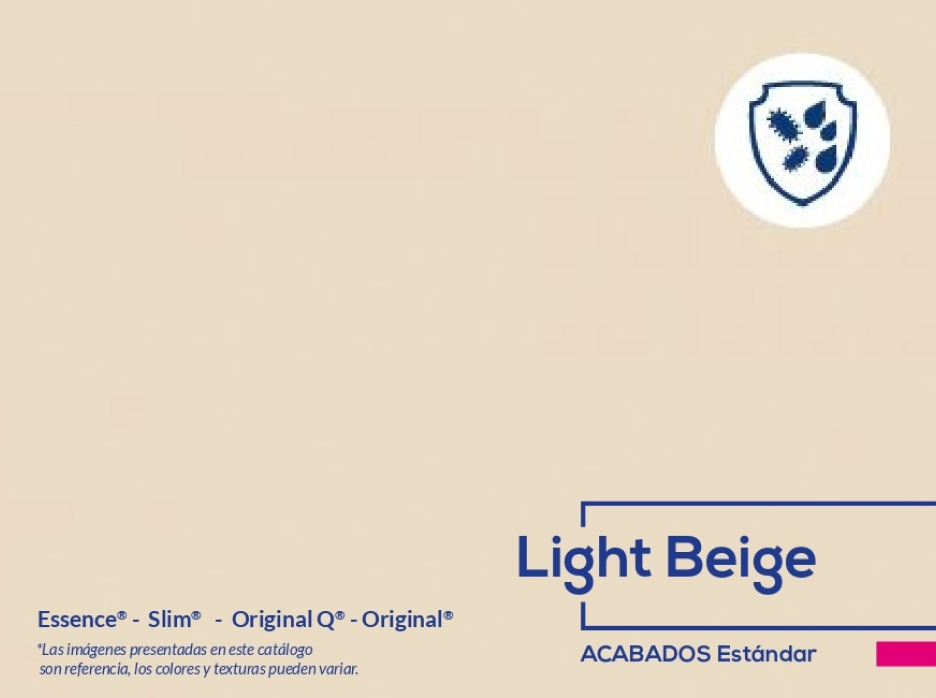 Light Beige
Essence® - Slim® - Original Q® - Original®
*Las imágenes presentadas en este catálogo
son referencia, los colores y texturas pueden variar.
ACABADOS Estándar